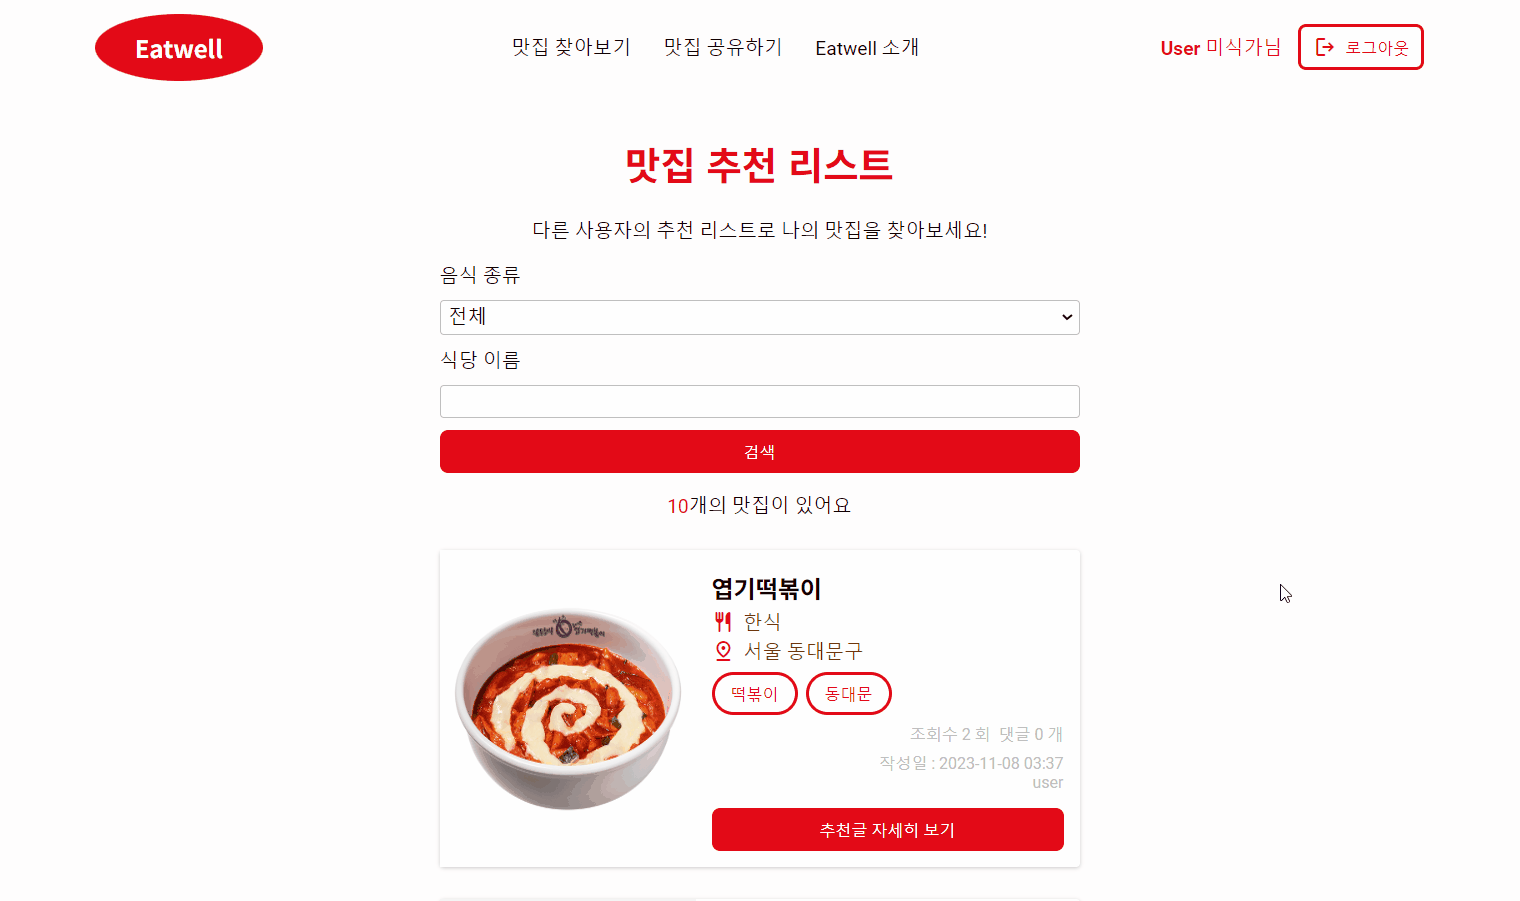 Eatwell
맛집 찾아보기 맛집 공유하기 Eatwell 소개
User 미식가님 로그아웃
맛집 추천 리스트
다른 사용자의 추천 리스트로 나의 맛집을 찾아보세요!
음식 종류
전체
식당 이름
검색
10개의 맛집이 있어요
엽기떡볶이
한식
서울 동대문구
떡볶이 동대문
조회수 2 회 댓글 0 개
작성일 : 2023-11-08 03:37
user
추천글 자세히 보기